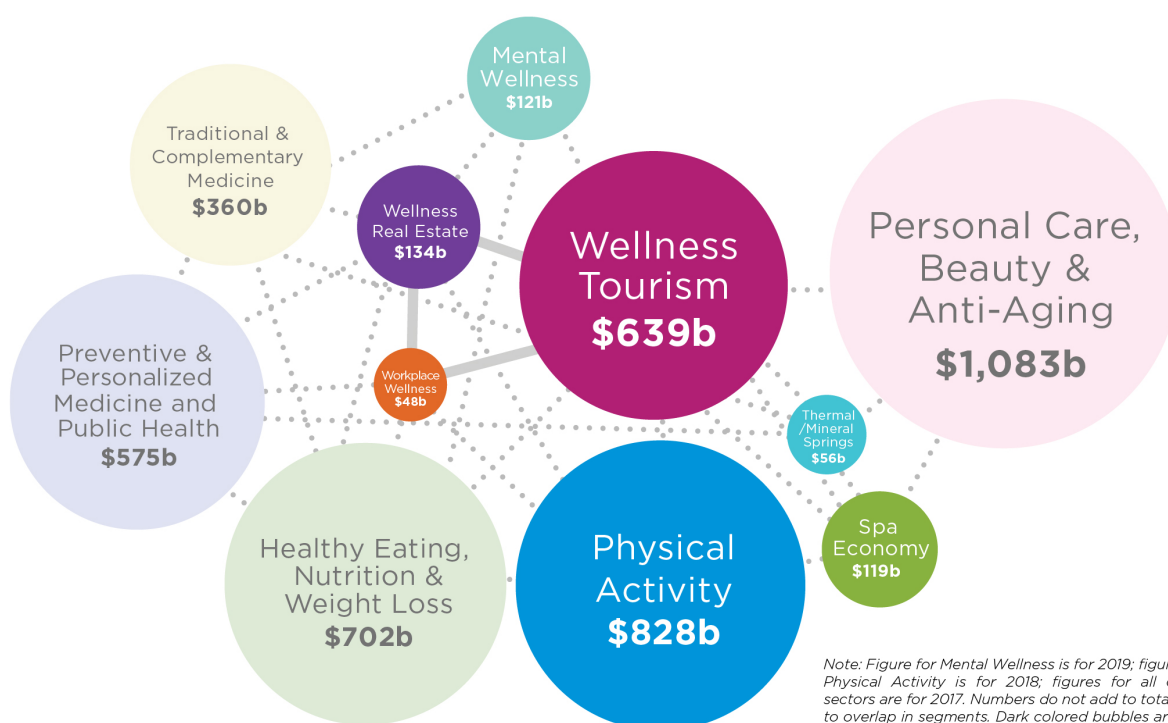 Mental
Wellness
$121b
Traditional &
Complementary
Medicine
$360b
Wellness
Real Estate
$134b
Wellness
Tourism
$639b
Personal Care,
Beauty &
Anti-Aging
$1,083b
Preventive &
Personalized
Medicine and
Public Health
$575b
Workplace
Wellness
$48b
Thermal
/Mineral
Springs
$56b
Healthy Eating,
Nutrition &
Weight Loss
$702b
Physical
Activity
$828b
Spa
Economy
$119b
Note: Figure for Mental Wellness is for 2019;
Physical Activity is for 2018; figures for all
sectors are for 2017. Numbers do not add to
to overlap in segments. Dark colored bubbles